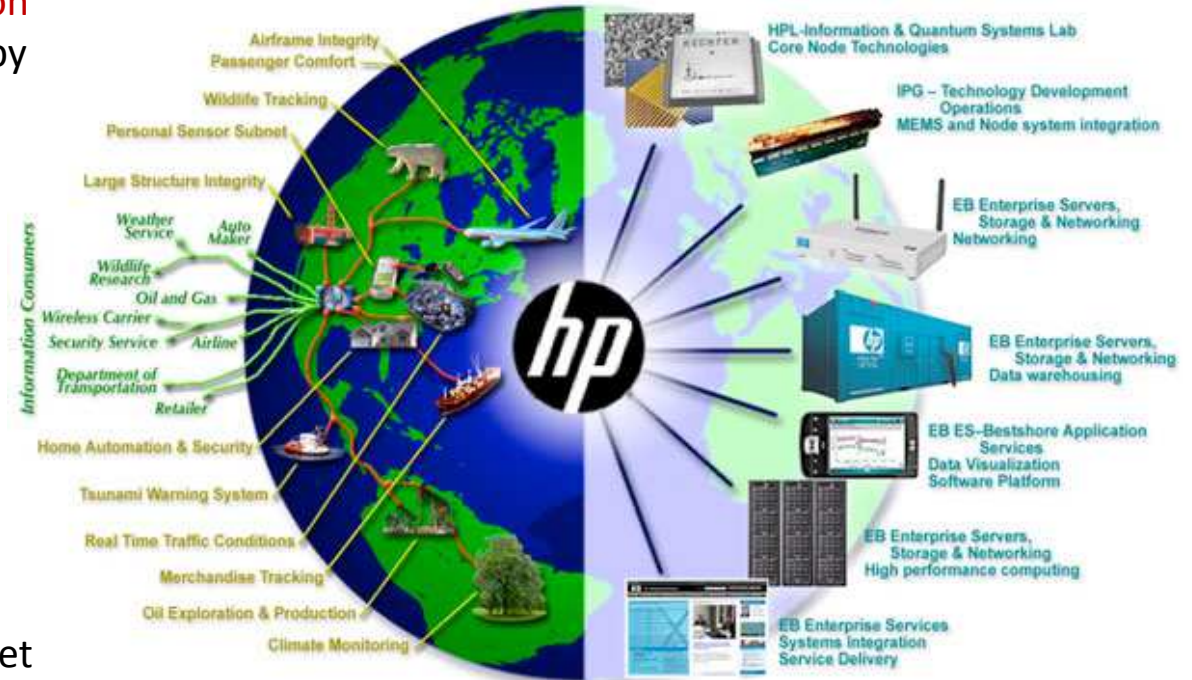 on
by
Airframe Integrity
Passenger Comfort
Wildlife Tracking
Personal Sensor Subnet
Large Structure Integrity
Information Consumers
Weather
Service
Auto
Maker
Wildlife
Research
Oil and Gas
Wireless Carrier
Security Service
Airline
Department of
Transportation
Retailer
Home Automation & Security
Tsunami Warning System
Real Time Traffic Conditions
Merchandise Tracking
Oil Exploration & Production
Climate Monitoring
et
hp
HPL-Information & Quantum Systems Lab
Core Node Technologies
IPG – Technology Development
Operations
MEMS and Node system integration
EB Enterprise Servers,
Storage & Networking
Networking
EB Enterprise Servers,
Storage & Networking
Data warehousing
hp
EB ES–Bestshore Application
Services
Data Visualization
Software Platform
EB Enterprise Servers,
Storage & Networking
High performance computing
EB Enterprise Services
Systems Integration
Service Delivery